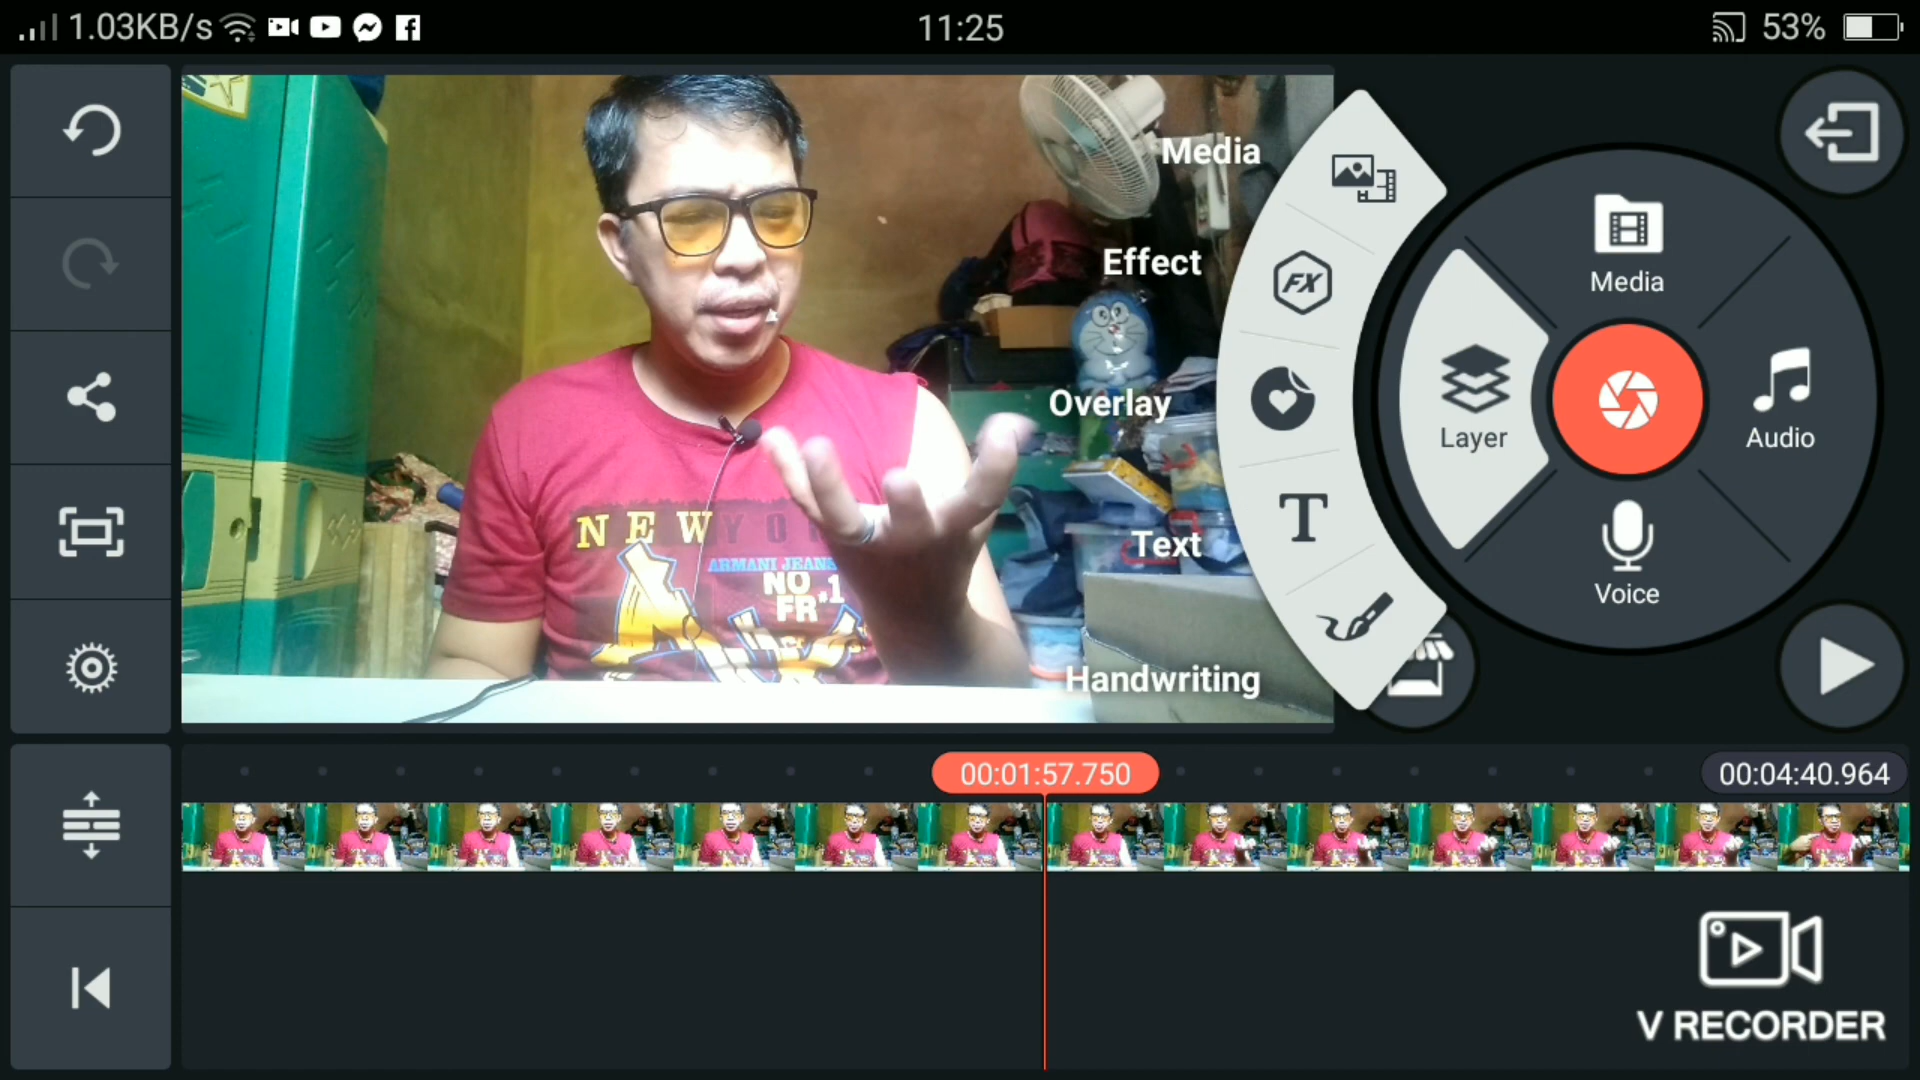 1.03KB/s
11:25
53%
Media
Effect
Overlay
Text
Handwriting
FX
T
Media
Layer
Audio
Voice
NEW YO
ARMANI JEANS
NO
FR
1
00:01:57.750
00:04:40.964
V RECORDER